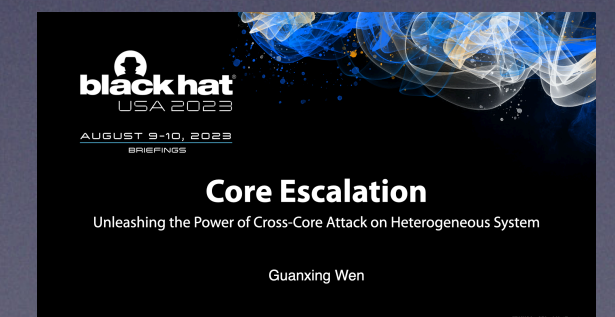 black hat
USA 2023
AUGUST 9-10, 2023
BRIEFINGS
Core Escalation
Unleashing the Power of Cross-Core Attack on Heterogeneous System
Guanxing Wen